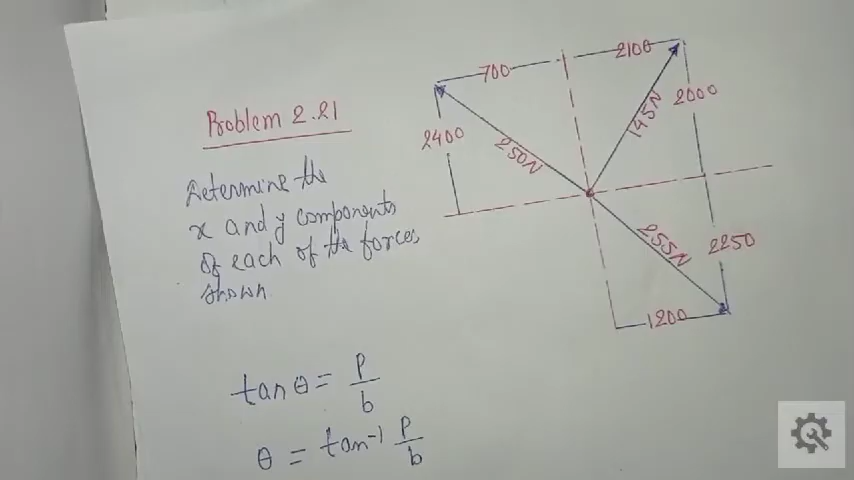 Problem 2.21
Determine the
x and y components
of each of the forces
shown
700
2100
2400
250N
145N
2000
255N
2250
1200
tan θ = P/b
θ = tan⁻¹ P/b